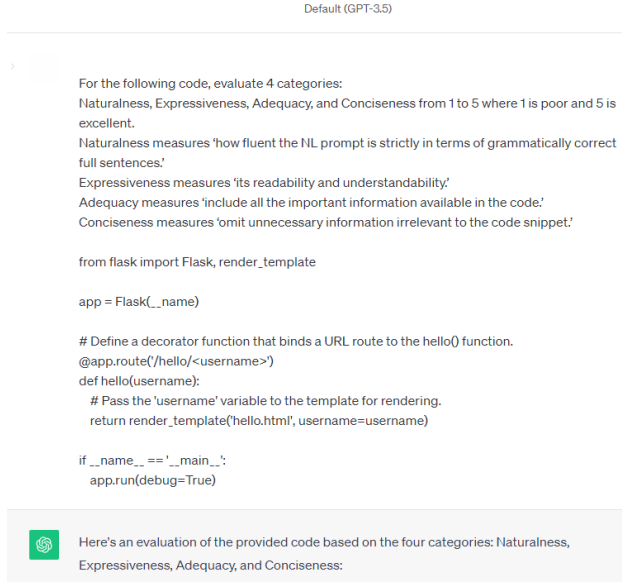 Default (GPT-3.5)
For the following code, evaluate 4 categories:
Naturalness, Expressiveness, Adequacy, and Conciseness from 1 to 5 where 1 is poor and 5 is
excellent.
Naturalness measures ‘how fluent the NL prompt is strictly in terms of grammatically correct
full sentences.’
Expressiveness measures ‘its readability and understandability.’
Adequacy measures ‘include all the important information available in the code.’
Conciseness measures ‘omit unnecessary information irrelevant to the code snippet.’
from flask import Flask, render_template
app = Flask(__name)
# Define a decorator function that binds a URL route to the hello() function.
@app.route('/hello/<username>')
def hello(username):
# Pass the 'username' variable to the template for rendering.
return render_template('hello.html', username=username)
if __name__ == '__main__':
app.run(debug=True)
Here's an evaluation of the provided code based on the four categories: Naturalness,
Expressiveness, Adequacy, and Conciseness: